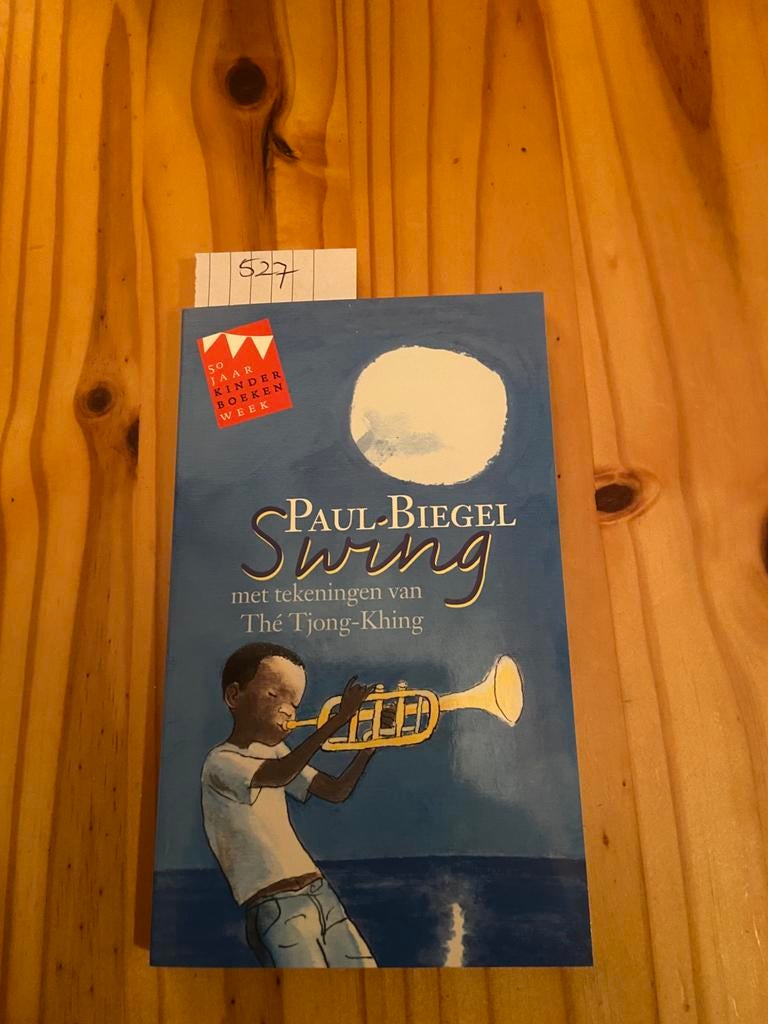 527
50
JAAR
KINDER
BOEKEN
WEEK
PAUL BIEGEL
Swing
met tekeningen van
Thé Tjong-Khing